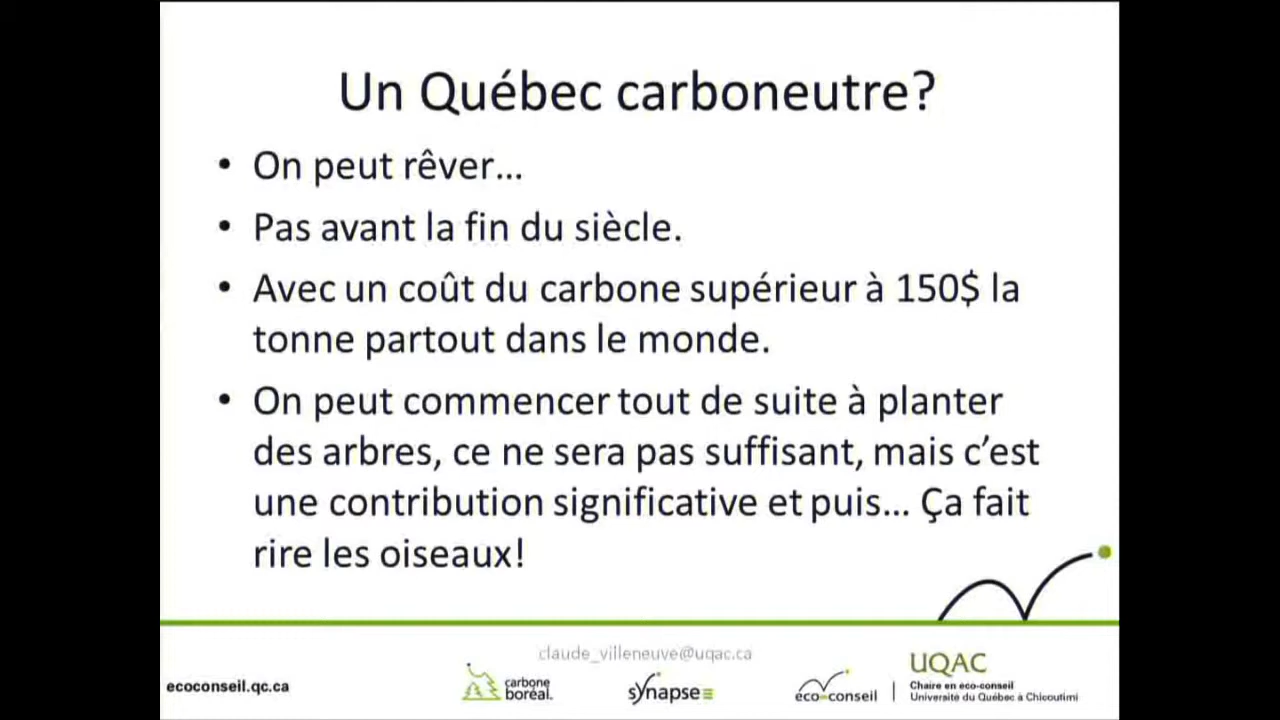 Un Québec carboneutre?
• On peut rêver...
• Pas avant la fin du siècle.
• Avec un coût du carbone supérieur à 150$ la
tonne partout dans le monde.
• On peut commencer tout de suite à planter
des arbres, ce ne sera pas suffisant, mais c’est
une contribution significative et puis... Ça fait
rire les oiseaux!
claude_villeneuve@uqac.ca
ecoconseil.qc.ca
carbone
boréal.
synapse
éco-conseil
UQAC
Chaire en éco-conseil
Université du Québec à Chicoutimi